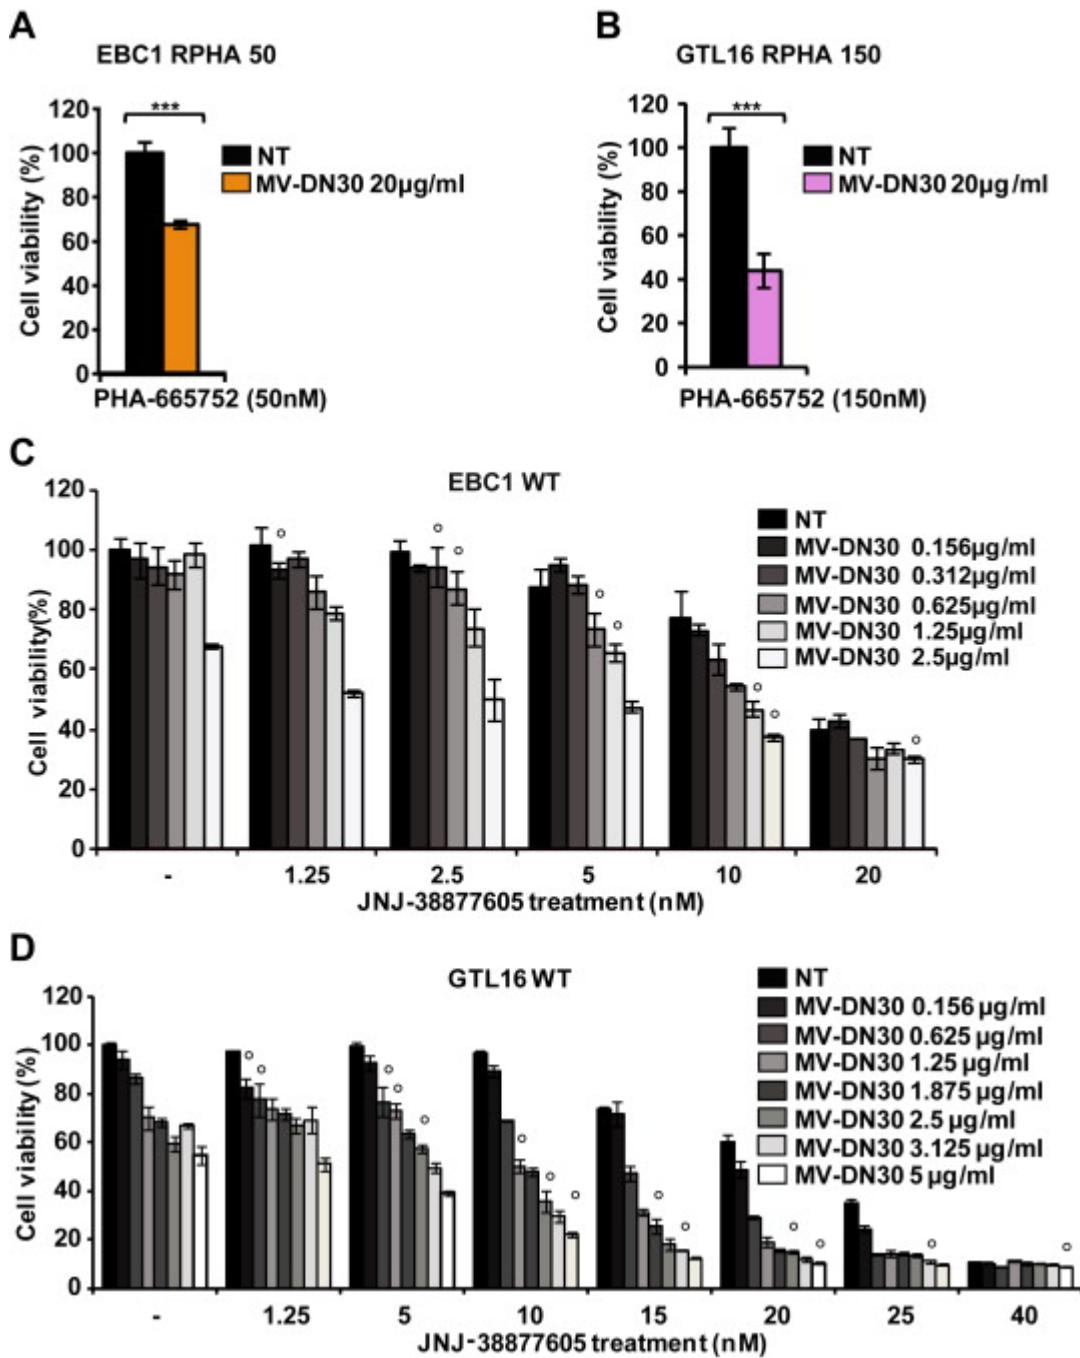 A
EBC1 RPHA 50
120
100
80
60
40
20
0
Cell viability (%)
***
NT
MV-DN30 20µg/ml
PHA-665752 (50nM)
B
GTL16 RPHA 150
120
100
80
60
40
20
0
Cell viability (%)
***
NT
MV-DN30 20µg/ml
PHA-665752 (150nM)
C
EBC1 WT
120
100
80
60
40
20
0
Cell viability(%)
NT
MV-DN30 0.156µg/ml
MV-DN30 0.312µg/ml
MV-DN30 0.625µg/ml
MV-DN30 1.25µg/ml
MV-DN30 2.5µg/ml
- 1.25 2.5 5 10 20
JNJ-38877605 treatment (nM)
D
GTL16 WT
120
100
80
60
40
20
0
Cell viability (%)
NT
MV-DN30 0.156 µg/ml
MV-DN30 0.625 µg/ml
MV-DN30 1.25 µg/ml
MV-DN30 1.875 µg/ml
MV-DN30 2.5 µg/ml
MV-DN30 3.125 µg/ml
MV-DN30 5 µg/ml
- 1.25 5 10 15 20 25 40
JNJ-38877605 treatment (nM)